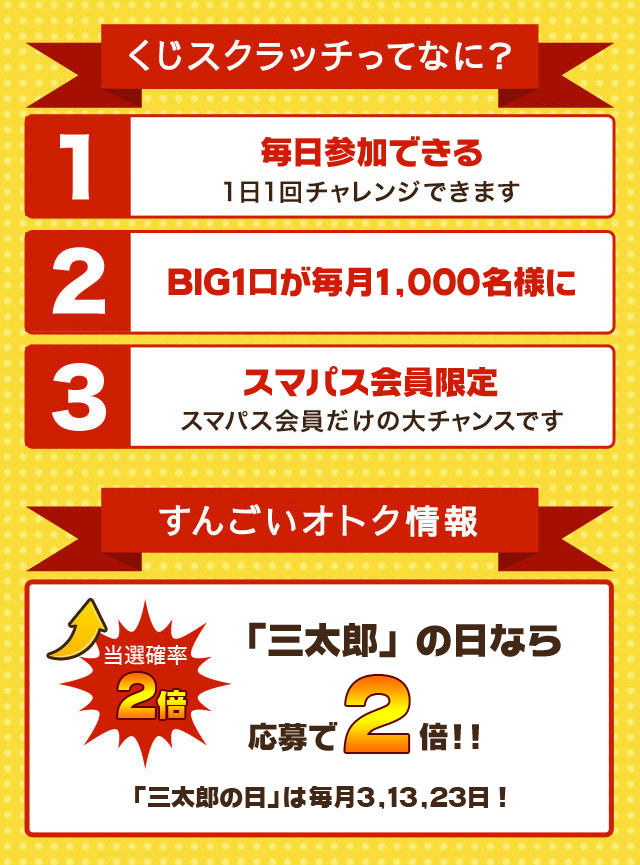 くじスクラッチってなに？
1
毎日参加できる
1日1回チャレンジできます
2
BIG1口が毎月1,000名様に
3
スマパス会員限定
スマパス会員だけの大チャンスです
すんごいオトク情報
当選確率
2倍
「三太郎」の日なら
応募で2倍!!
「三太郎の日」は毎月3,13,23日！